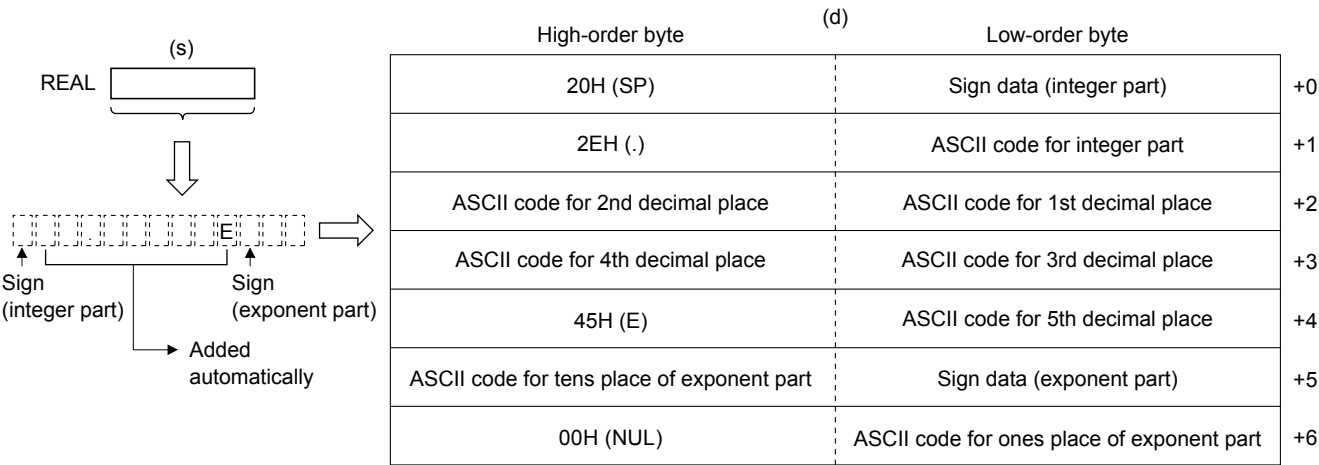 (s)
REAL
. E
Sign
(integer part)
Sign
(exponent part)
Added
automatically
(d)
High-order byte Low-order byte
20H (SP) Sign data (integer part) +0
2EH (.) ASCII code for integer part +1
ASCII code for 2nd decimal place ASCII code for 1st decimal place +2
ASCII code for 4th decimal place ASCII code for 3rd decimal place +3
45H (E) ASCII code for 5th decimal place +4
ASCII code for tens place of exponent part Sign data (exponent part) +5
00H (NUL) ASCII code for ones place of exponent part +6